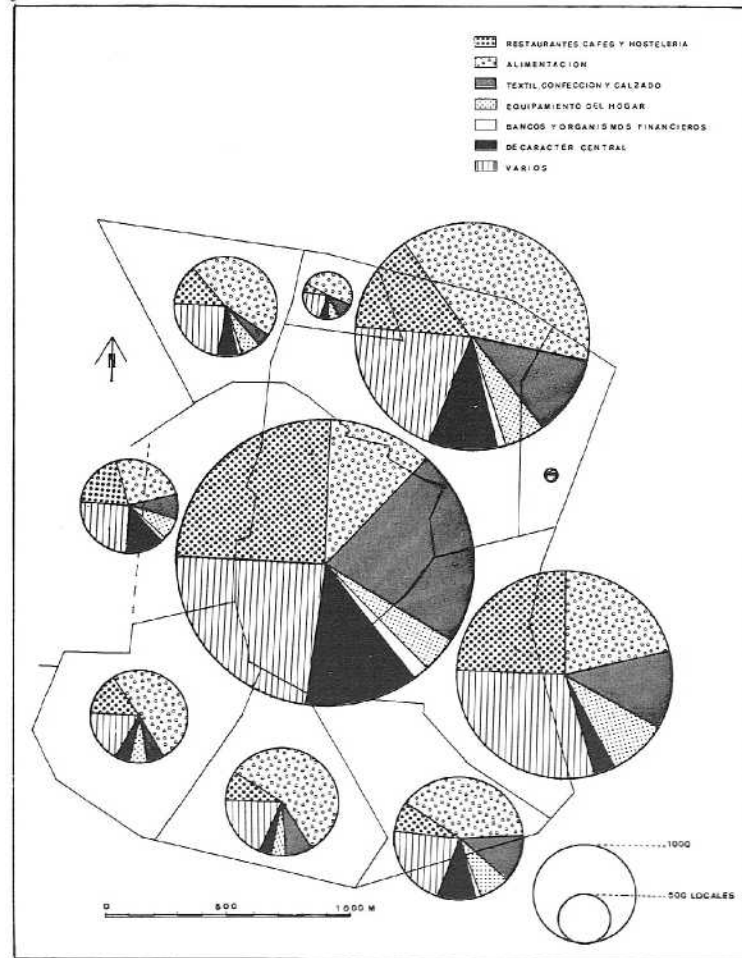 RESTAURANTES CAFES Y HOSTELERIA
ALIMENTACION
TEXTIL, CONFECCION Y CALZADO
EQUIPAMIENTO DEL HOGAR
BANCOS Y ORGANISMOS FINANCIEROS
DE CARACTER CENTRAL
VARIOS
N
1000
500 LOCALES
0 500 1000 M